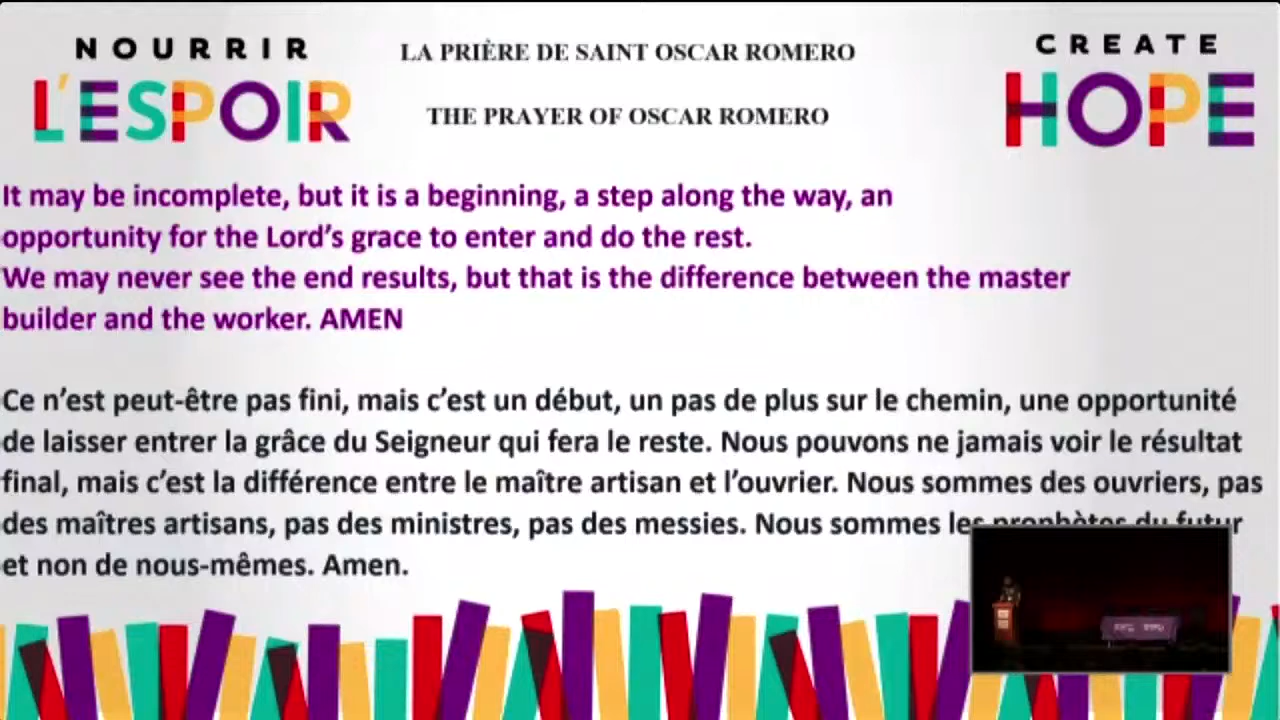 NOURRIR
L'ESPOIR
LA PRIÈRE DE SAINT OSCAR ROMERO
THE PRAYER OF OSCAR ROMERO
CREATE
HOPE
It may be incomplete, but it is a beginning, a step along the way, an
opportunity for the Lord's grace to enter and do the rest.
We may never see the end results, but that is the difference between the master
builder and the worker. AMEN
Ce n'est peut-être pas fini, mais c'est un début, un pas de plus sur le chemin, une opportunité
de laisser entrer la grâce du Seigneur qui fera le reste. Nous pouvons ne jamais voir le résultat
final, mais c'est la différence entre le maître artisan et l'ouvrier. Nous sommes des ouvriers, pas
des maîtres artisans, pas des ministres, pas des messies. Nous sommes les prophètes du futur
et non de nous-mêmes. Amen.